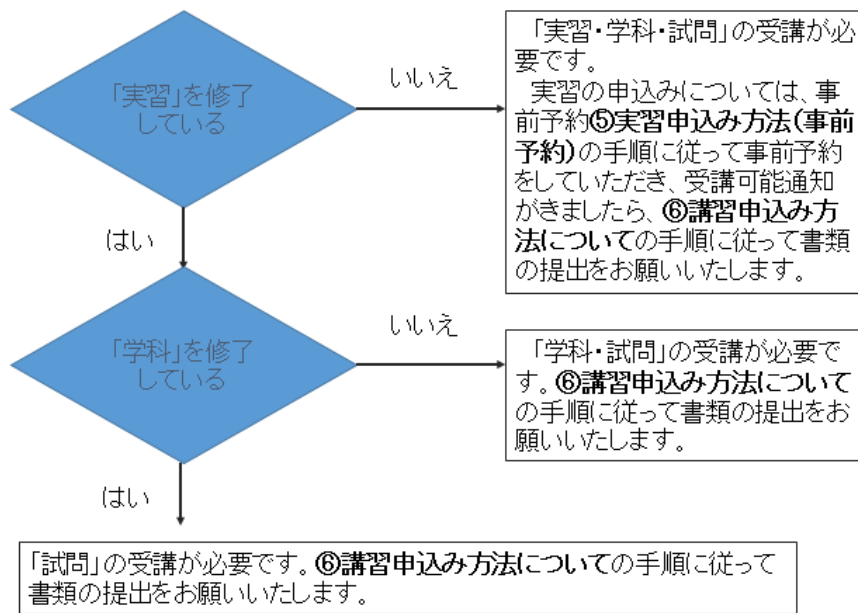 「実習」を修了
している
いいえ
「実習・学科・試問」の受講が必
要です。
実習の申込みについては、事
前予約⑤実習申込み方法(事前
予約)の手順に従って事前予約
をしていただき、受講可能通知
がきましたら、⑥講習申込み方
法についての手順に従って書類
の提出をお願いいたします。
はい
「学科」を修了
している
いいえ
「学科・試問」の受講が必要で
す。⑥講習申込み方法について
の手順に従って書類の提出をお
願いいたします。
はい
「試問」の受講が必要です。⑥講習申込み方法についての手順に従って
書類の提出をお願いいたします。